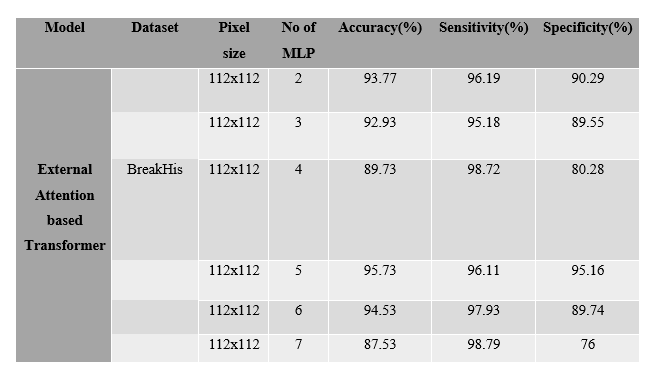 Model Dataset Pixel size No of MLP Accuracy(%) Sensitivity(%) Specificity(%)
112x112 2 93.77 96.19 90.29
112x112 3 92.93 95.18 89.55
External Attention based Transformer BreakHis 112x112 4 89.73 98.72 80.28
112x112 5 95.73 96.11 95.16
112x112 6 94.53 97.93 89.74
112x112 7 87.53 98.79 76